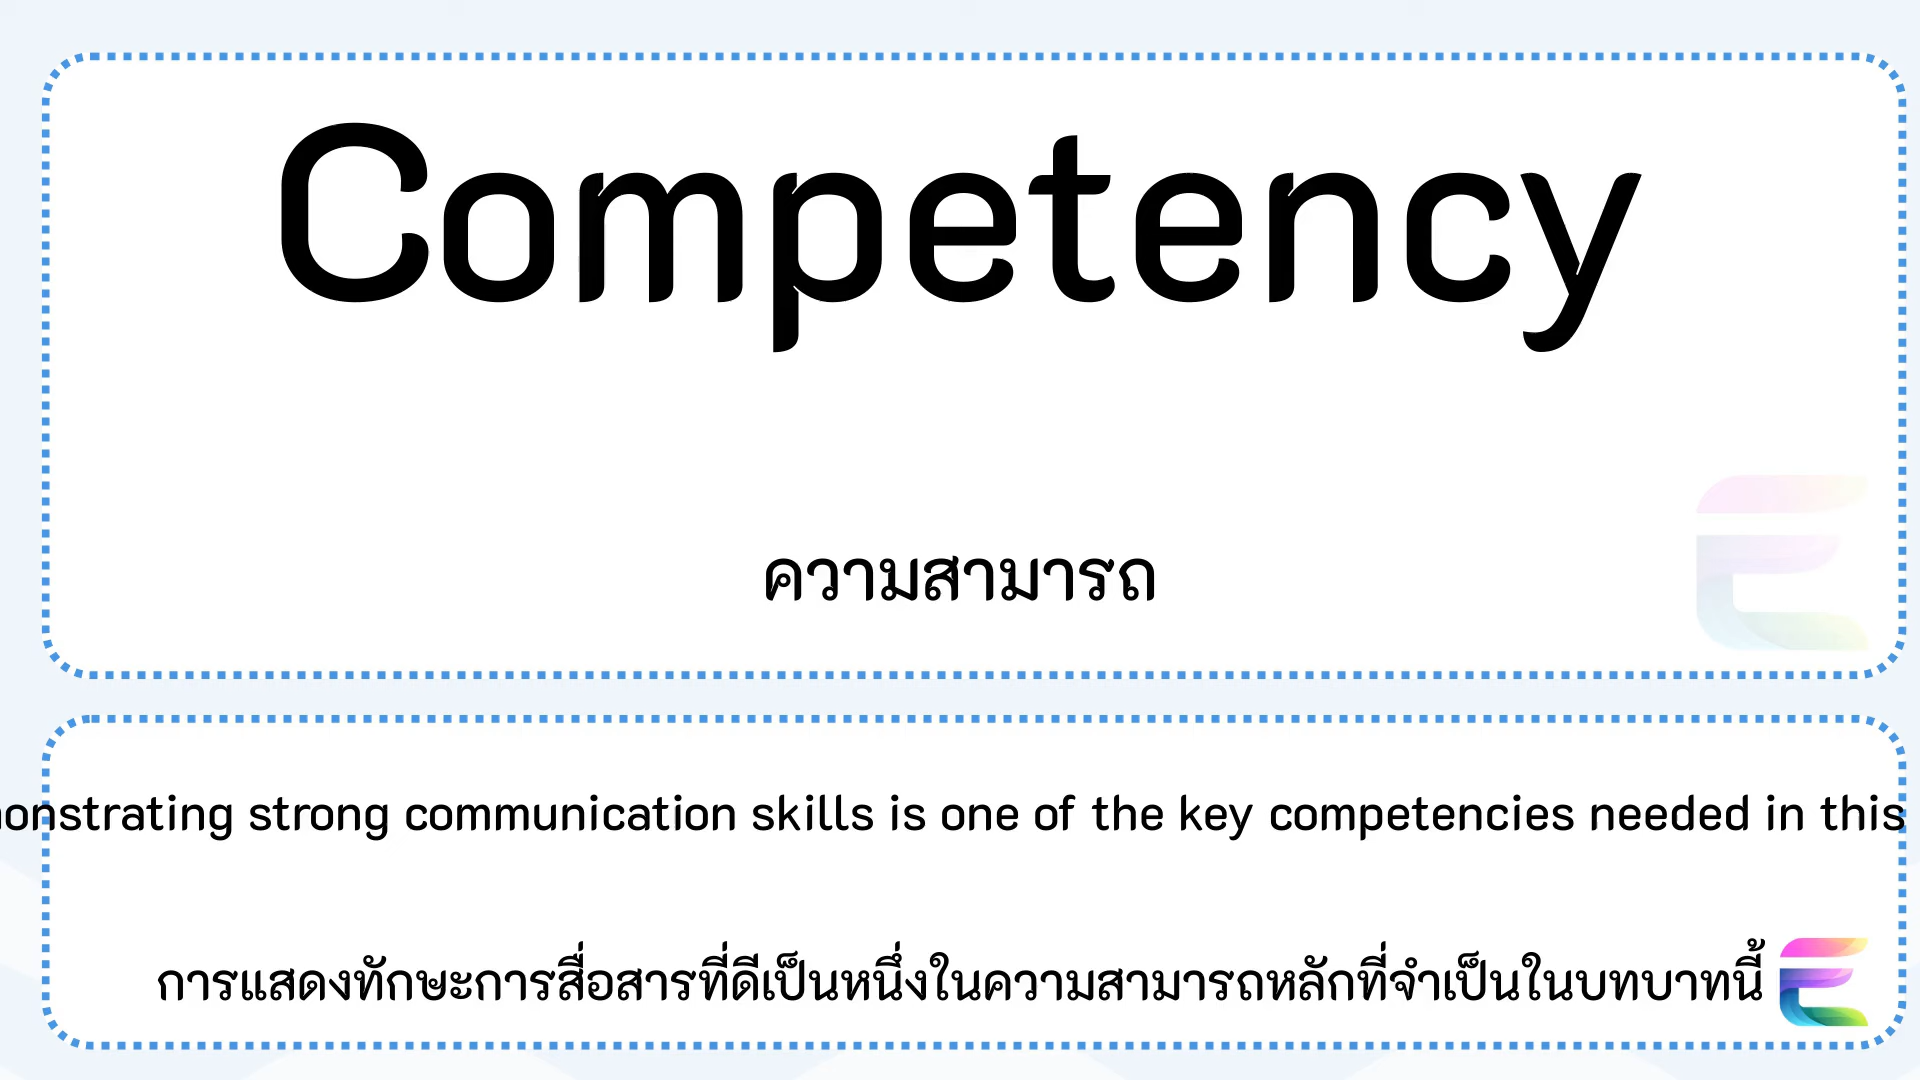 Competency
ความสามารถ
monstrating strong communication skills is one of the key competencies needed in this
การแสดงทักษะการสื่อสารที่ดีเป็นหนึ่งในความสามารถหลักที่จำเป็นในบทบาทนี้